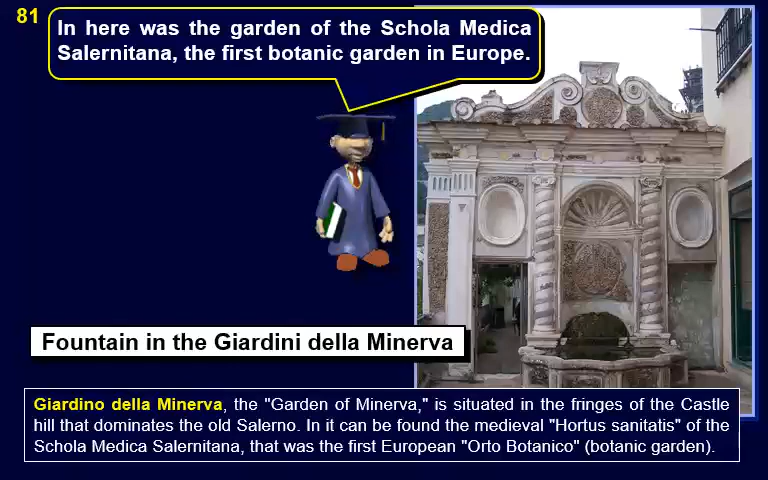 81
In here was the garden of the Schola Medica
Salernitana, the first botanic garden in Europe.
Fountain in the Giardini della Minerva
Giardino della Minerva, the "Garden of Minerva," is situated in the fringes of the Castle
hill that dominates the old Salerno. In it can be found the medieval "Hortus sanitatis" of the
Schola Medica Salernitana, that was the first European "Orto Botanico" (botanic garden).